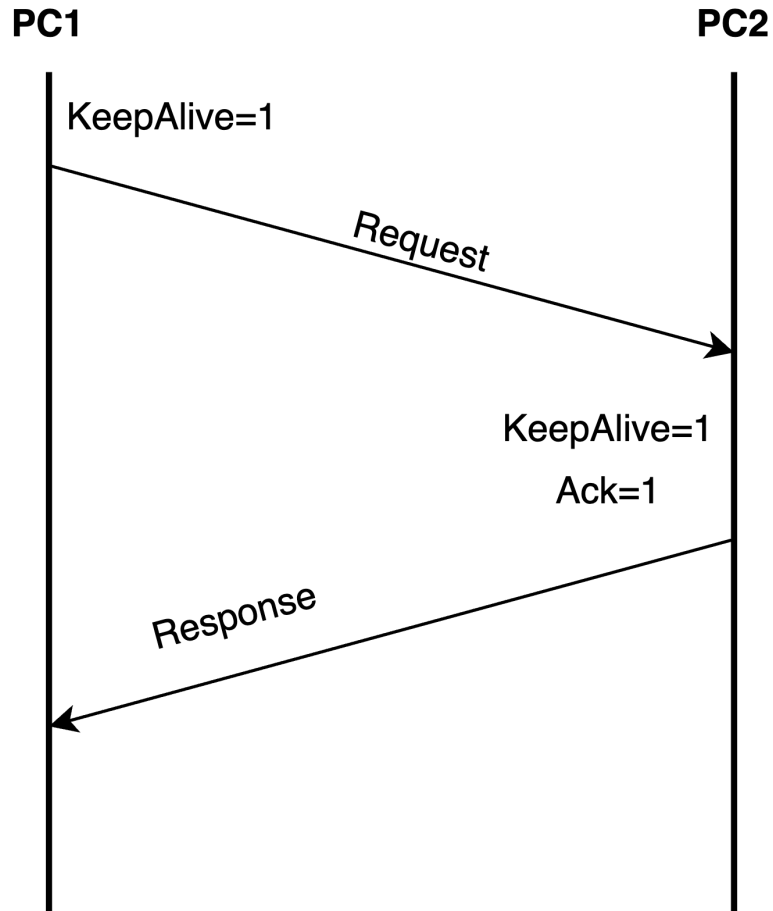 PC1
PC2
KeepAlive=1
Request
KeepAlive=1
Ack=1
Response